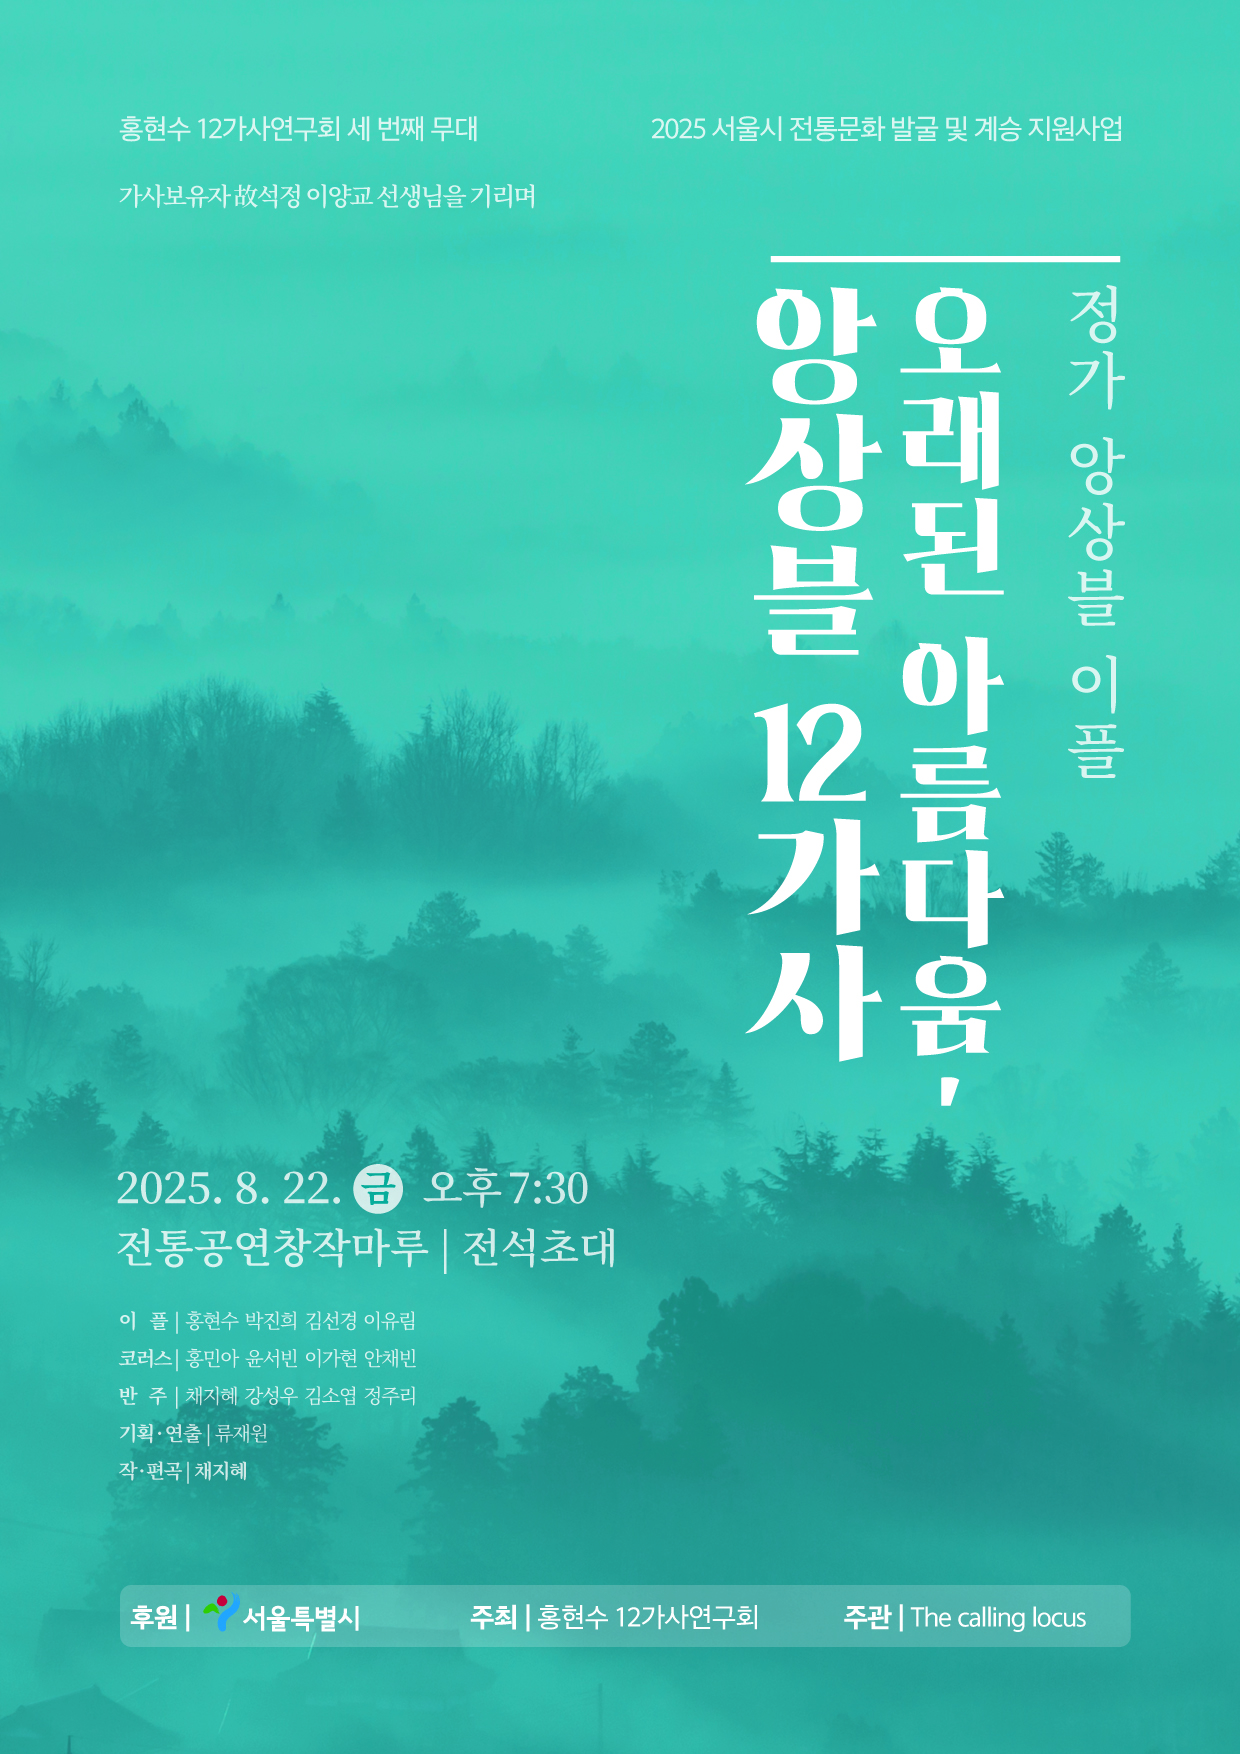 홍현수 12가사연구회 세 번째 무대
2025 서울시 전통문화 발굴 및 계승 지원사업
가사보유자 故석정 이양교 선생님을 기리며
정가 앙상블 이플
오래된 아름다움,
앙상블 12가사
2025. 8. 22. 금 오후 7:30
전통공연창작마루 | 전석초대
이 플 | 홍현수 박진희 김선경 이유림
코러스 | 홍민아 윤서빈 이가현 안채빈
반 주 | 채지혜 강성우 김소엽 정주리
기획·연출 | 류재원
작·편곡 | 채지혜
후원 | 서울특별시
주최 | 홍현수 12가사연구회
주관 | The calling locus